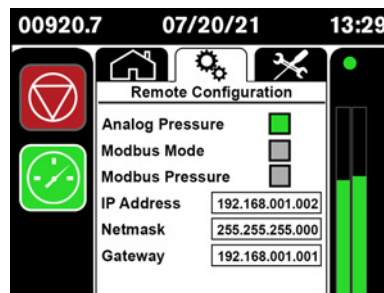 00920.7 07/20/21 13:29
Remote Configuration
Analog Pressure
Modbus Mode
Modbus Pressure
IP Address 192.168.001.002
Netmask 255.255.255.000
Gateway 192.168.001.001